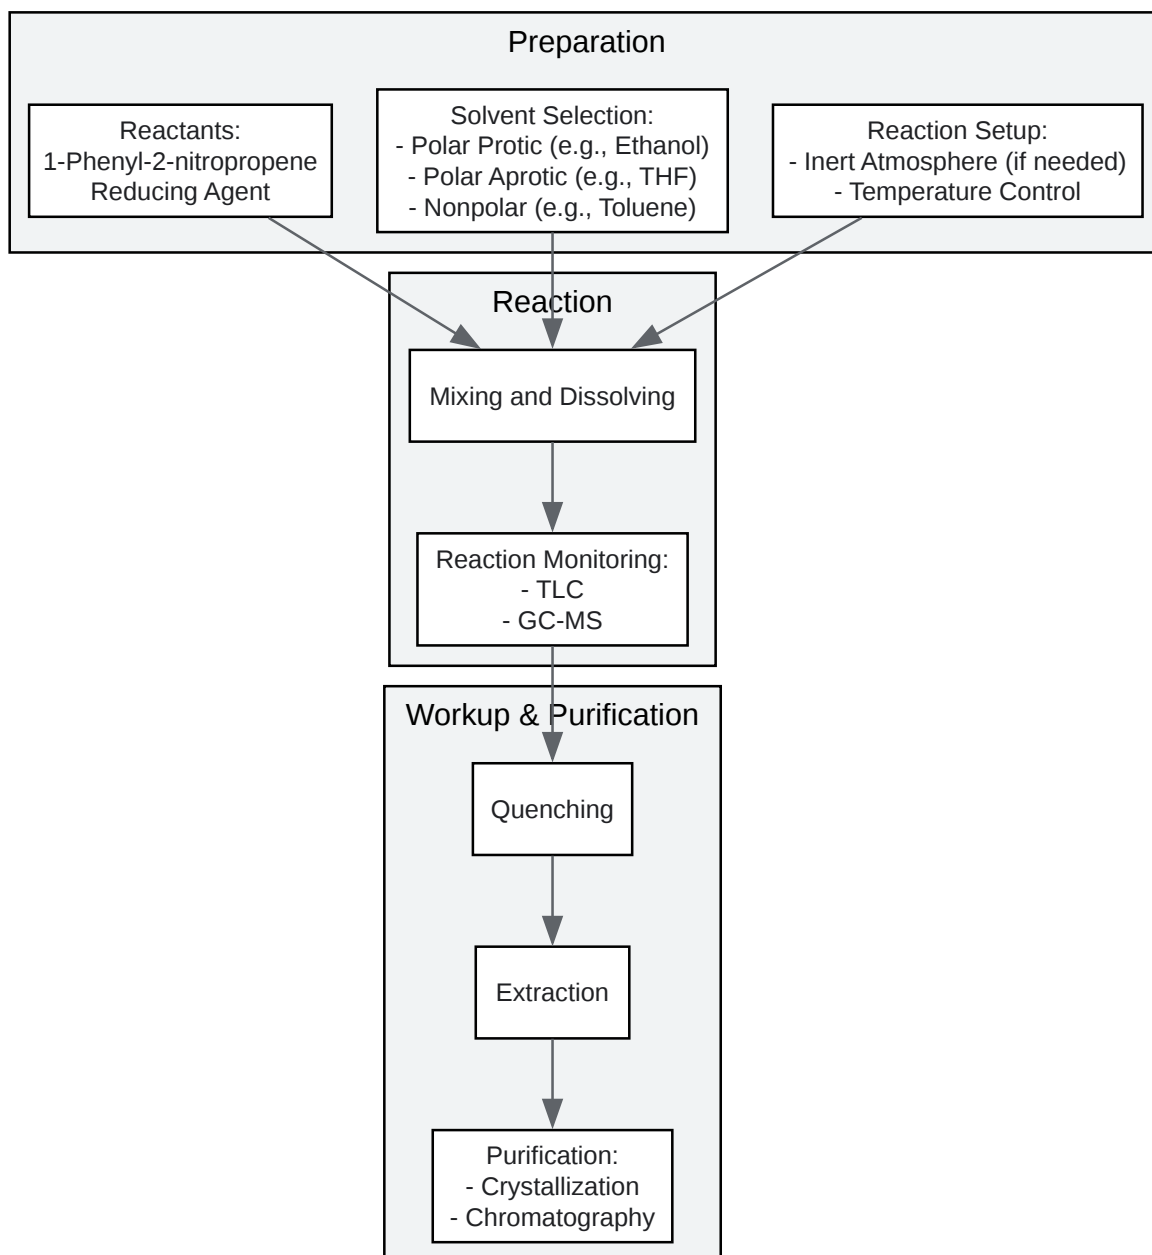 Preparation
Reactants:
1-Phenyl-2-nitropropene
Reducing Agent
Solvent Selection:
- Polar Protic (e.g., Ethanol)
- Polar Aprotic (e.g., THF)
- Nonpolar (e.g., Toluene)
Reaction Setup:
- Inert Atmosphere (if needed)
- Temperature Control
Reaction
Mixing and Dissolving
Reaction Monitoring:
- TLC
- GC-MS
Workup & Purification
Quenching
Extraction
Purification:
- Crystallization
- Chromatography